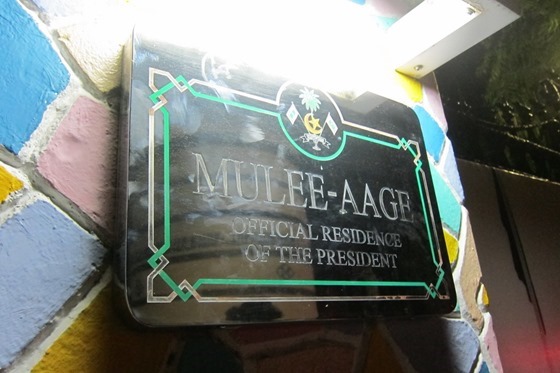 MULEE-AAGE
OFFICIAL RESIDENCE
OF THE PRESIDENT